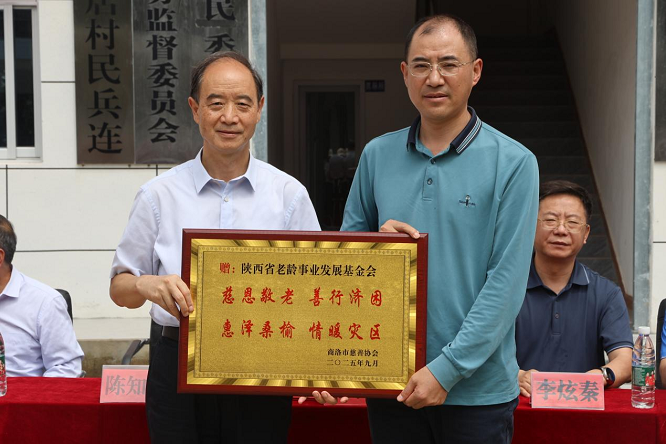 居村民兵连
务监督委员会
民委
赠：陕西省老龄事业发展基金会
慈恩敬老 善行济困
惠泽桑榆 情暖灾区
商洛市慈善协会
二〇二五年九月
陈知
李炫秦